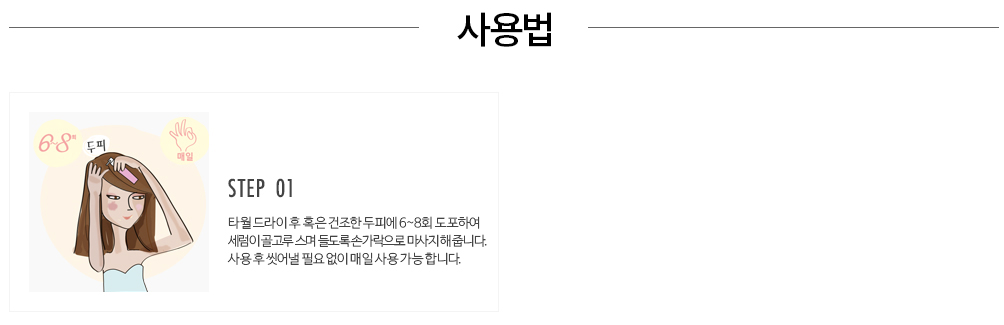 사용법
6~8회
두피
매일
STEP 01
타월 드라이 후 혹은 건조한 두피에 6~8회 도포하여
세럼이 골고루 스며 들도록 손가락으로 마사지해 줍니다.
사용 후 씻어낼 필요 없이 매일 사용 가능 합니다.